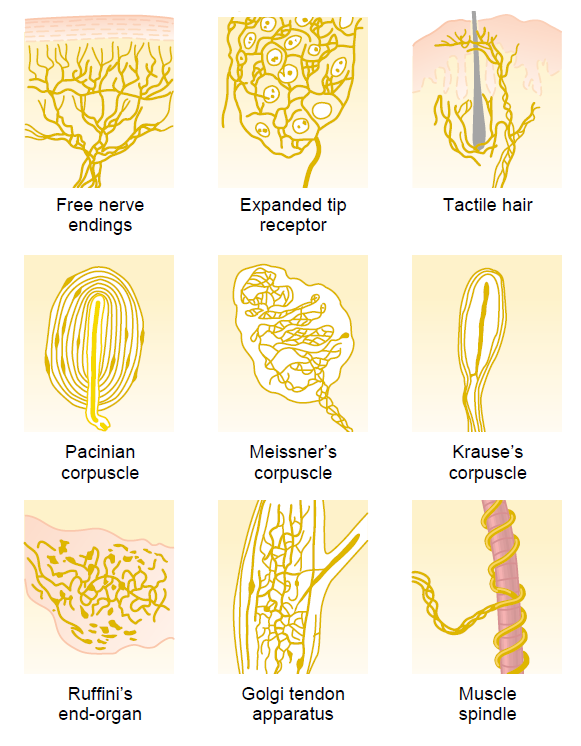 Free nerve
endings
Expanded tip
receptor
Tactile hair
Pacinian
corpuscle
Meissner's
corpuscle
Krause's
corpuscle
Ruffini's
end-organ
Golgi tendon
apparatus
Muscle
spindle